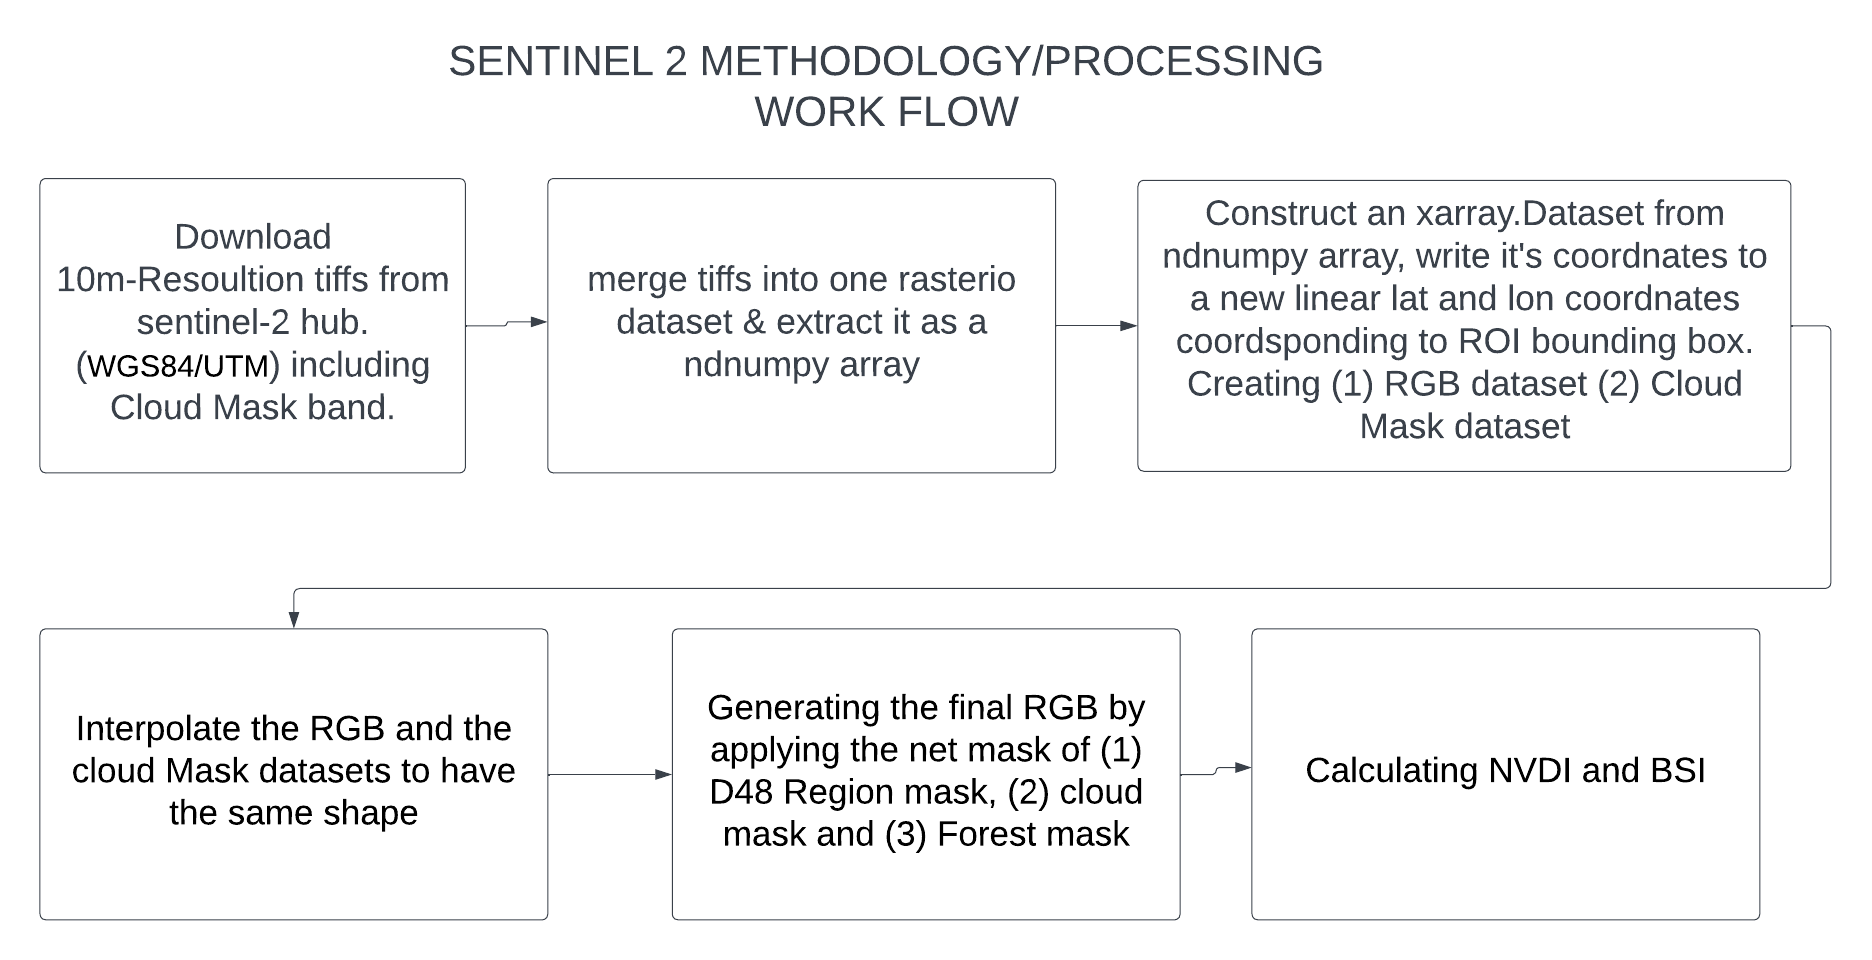 SENTINEL 2 METHODOLOGY/PROCESSING
WORK FLOW
Download
10m-Resoultion tiffs from
sentinel-2 hub.
(WGS84/UTM) including
Cloud Mask band.
merge tiffs into one rasterio
dataset & extract it as a
ndnumpy array
Construct an xarray.Dataset from
ndnumpy array, write it's coordnates to
a new linear lat and lon coordnates
coordsponding to ROI bounding box.
Creating (1) RGB dataset (2) Cloud
Mask dataset
Interpolate the RGB and the
cloud Mask datasets to have
the same shape
Generating the final RGB by
applying the net mask of (1)
D48 Region mask, (2) cloud
mask and (3) Forest mask
Calculating NVDI and BSI